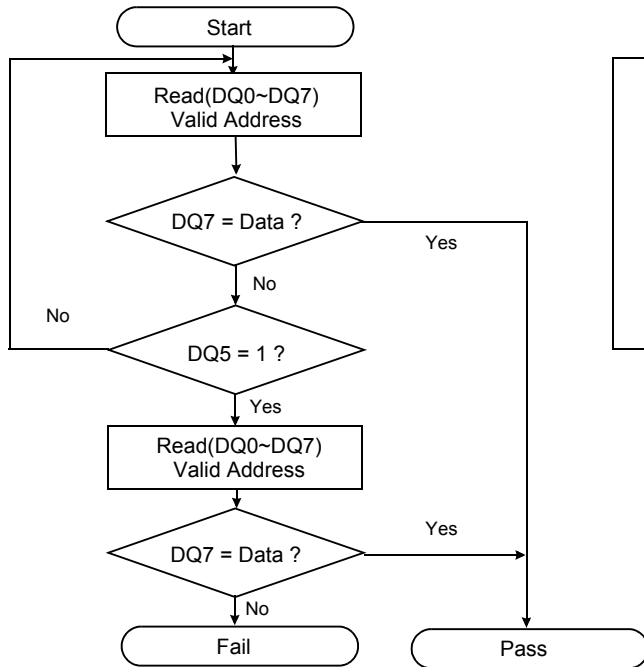 Start
Read(DQ0~DQ7)
Valid Address
DQ7 = Data ?
Yes
No
No
DQ5 = 1 ?
Yes
Read(DQ0~DQ7)
Valid Address
DQ7 = Data ?
Yes
No
Fail
Pass